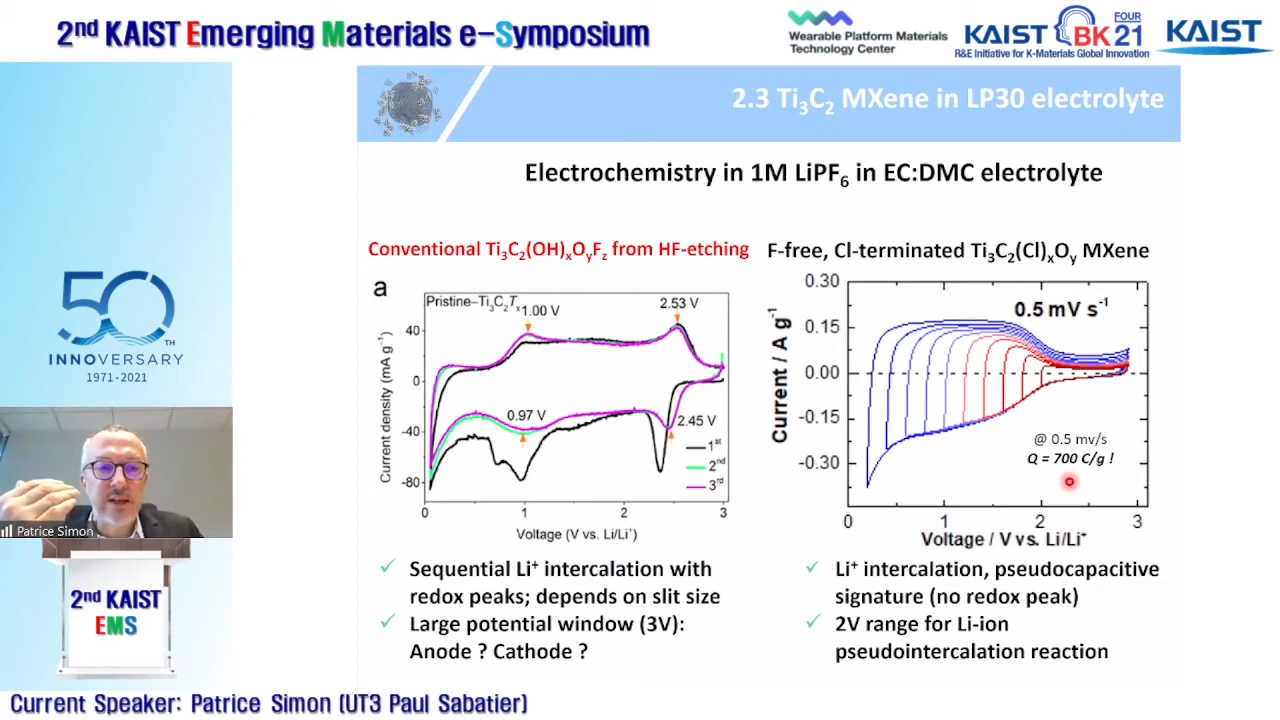 2nd KAIST Emerging Materials e-Symposium
Wearable Platform Materials
Technology Center
KAIST BK FOUR 21
R&E Initiative for K-Materials Global Innovation
KAIST
2.3 Ti3C2 MXene in LP30 electrolyte
Electrochemistry in 1M LiPF6 in EC:DMC electrolyte
Conventional Ti3C2(OH)xOyFz from HF-etching
F-free, Cl-terminated Ti3C2(Cl)xOy MXene
a
Pristine–Ti3C2Tx
1.00 V
2.53 V
0.97 V
2.45 V
1st
2nd
3rd
40
0
-40
-80
Current density (mA g-1)
0 1 2 3
Voltage (V vs. Li/Li+)
0.5 mV s-1
0.30
0.15
0.00
-0.15
-0.30
Current / A g-1
@ 0.5 mv/s
Q = 700 C/g !
0 1 2 3
Voltage / V vs. Li/Li+
✓ Sequential Li+ intercalation with
redox peaks; depends on slit size
✓ Large potential window (3V):
Anode ? Cathode ?
✓ Li+ intercalation, pseudocapacitive
signature (no redox peak)
✓ 2V range for Li-ion
pseudointercalation reaction
50TH
INNOVERSARY
1971-2021
Patrice Simon
2nd KAIST
EMS
Current Speaker: Patrice Simon (UT3 Paul Sabatier)